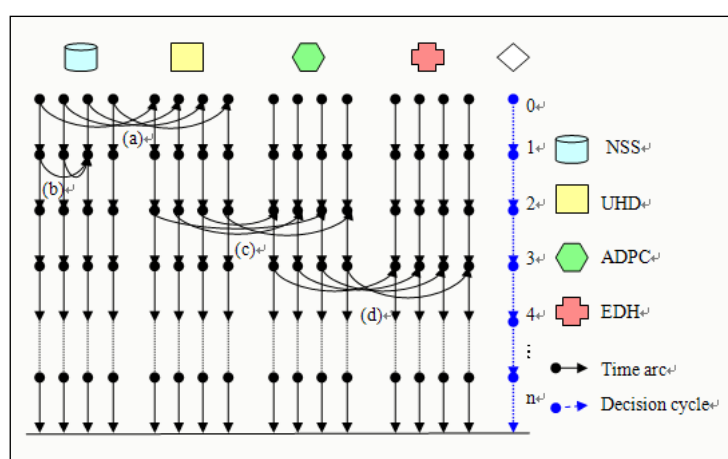 0↵
(a)↵
1↵
NSS↵
(b)↵
2↵
UHD↵
(c)↵
3↵
ADPC↵
(d)↵
4↵
EDH↵
⋮
Time arc↵
n↵
Decision cycle↵